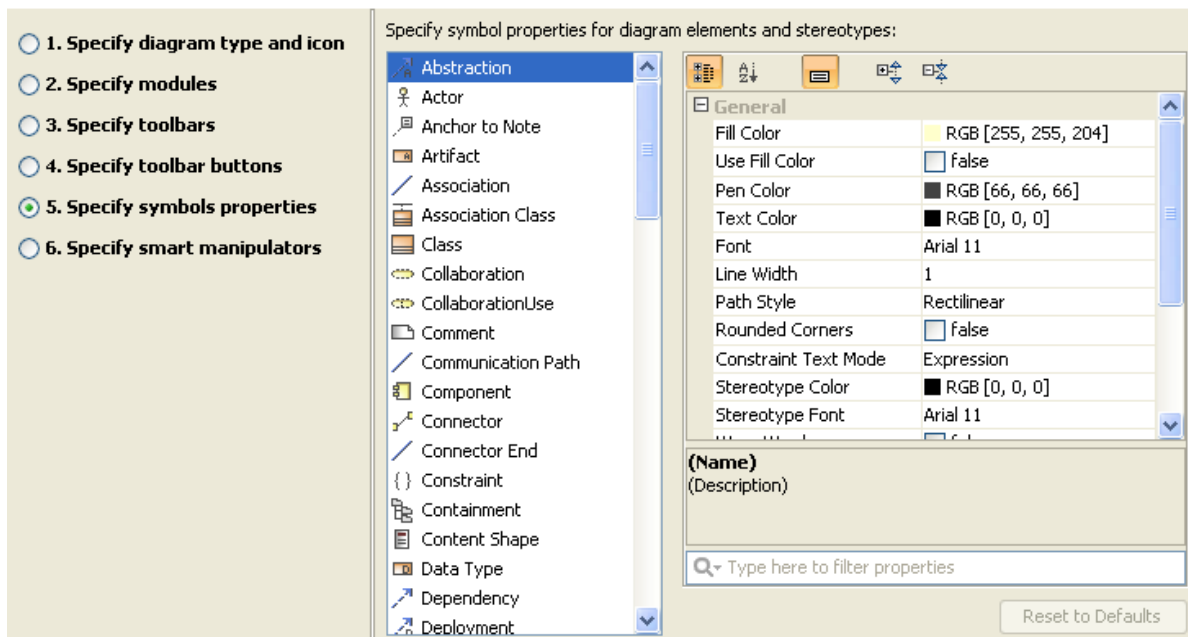 1. Specify diagram type and icon
2. Specify modules
3. Specify toolbars
4. Specify toolbar buttons
5. Specify symbols properties
6. Specify smart manipulators
Specify symbol properties for diagram elements and stereotypes:
Abstraction
Actor
Anchor to Note
Artifact
Association
Association Class
Class
Collaboration
CollaborationUse
Comment
Communication Path
Component
Connector
Connector End
Constraint
Containment
Content Shape
Data Type
Dependency
Deployment
General
Fill Color RGB [255, 255, 204]
Use Fill Color false
Pen Color RGB [66, 66, 66]
Text Color RGB [0, 0, 0]
Font Arial 11
Line Width 1
Path Style Rectilinear
Rounded Corners false
Constraint Text Mode Expression
Stereotype Color RGB [0, 0, 0]
Stereotype Font Arial 11
(Name)
(Description)
Type here to filter properties
Reset to Defaults